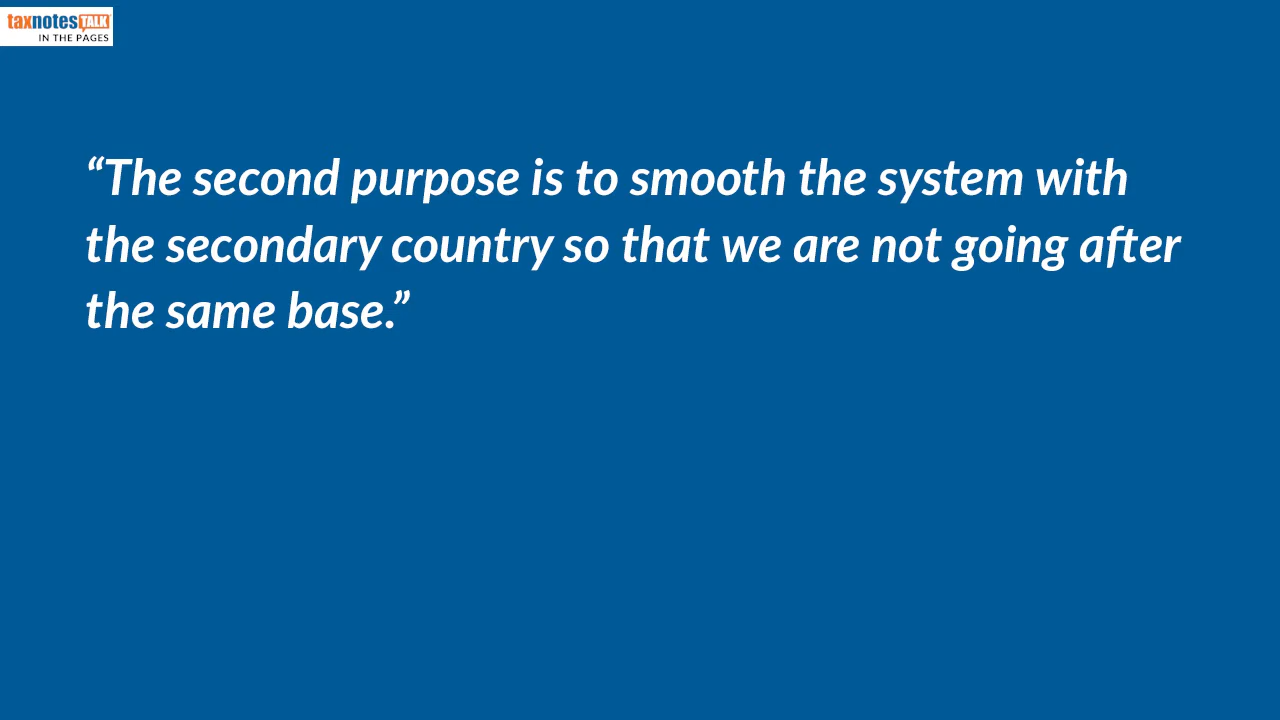 taxnotes TALK
IN THE PAGES
“The second purpose is to smooth the system with
the secondary country so that we are not going after
the same base.”